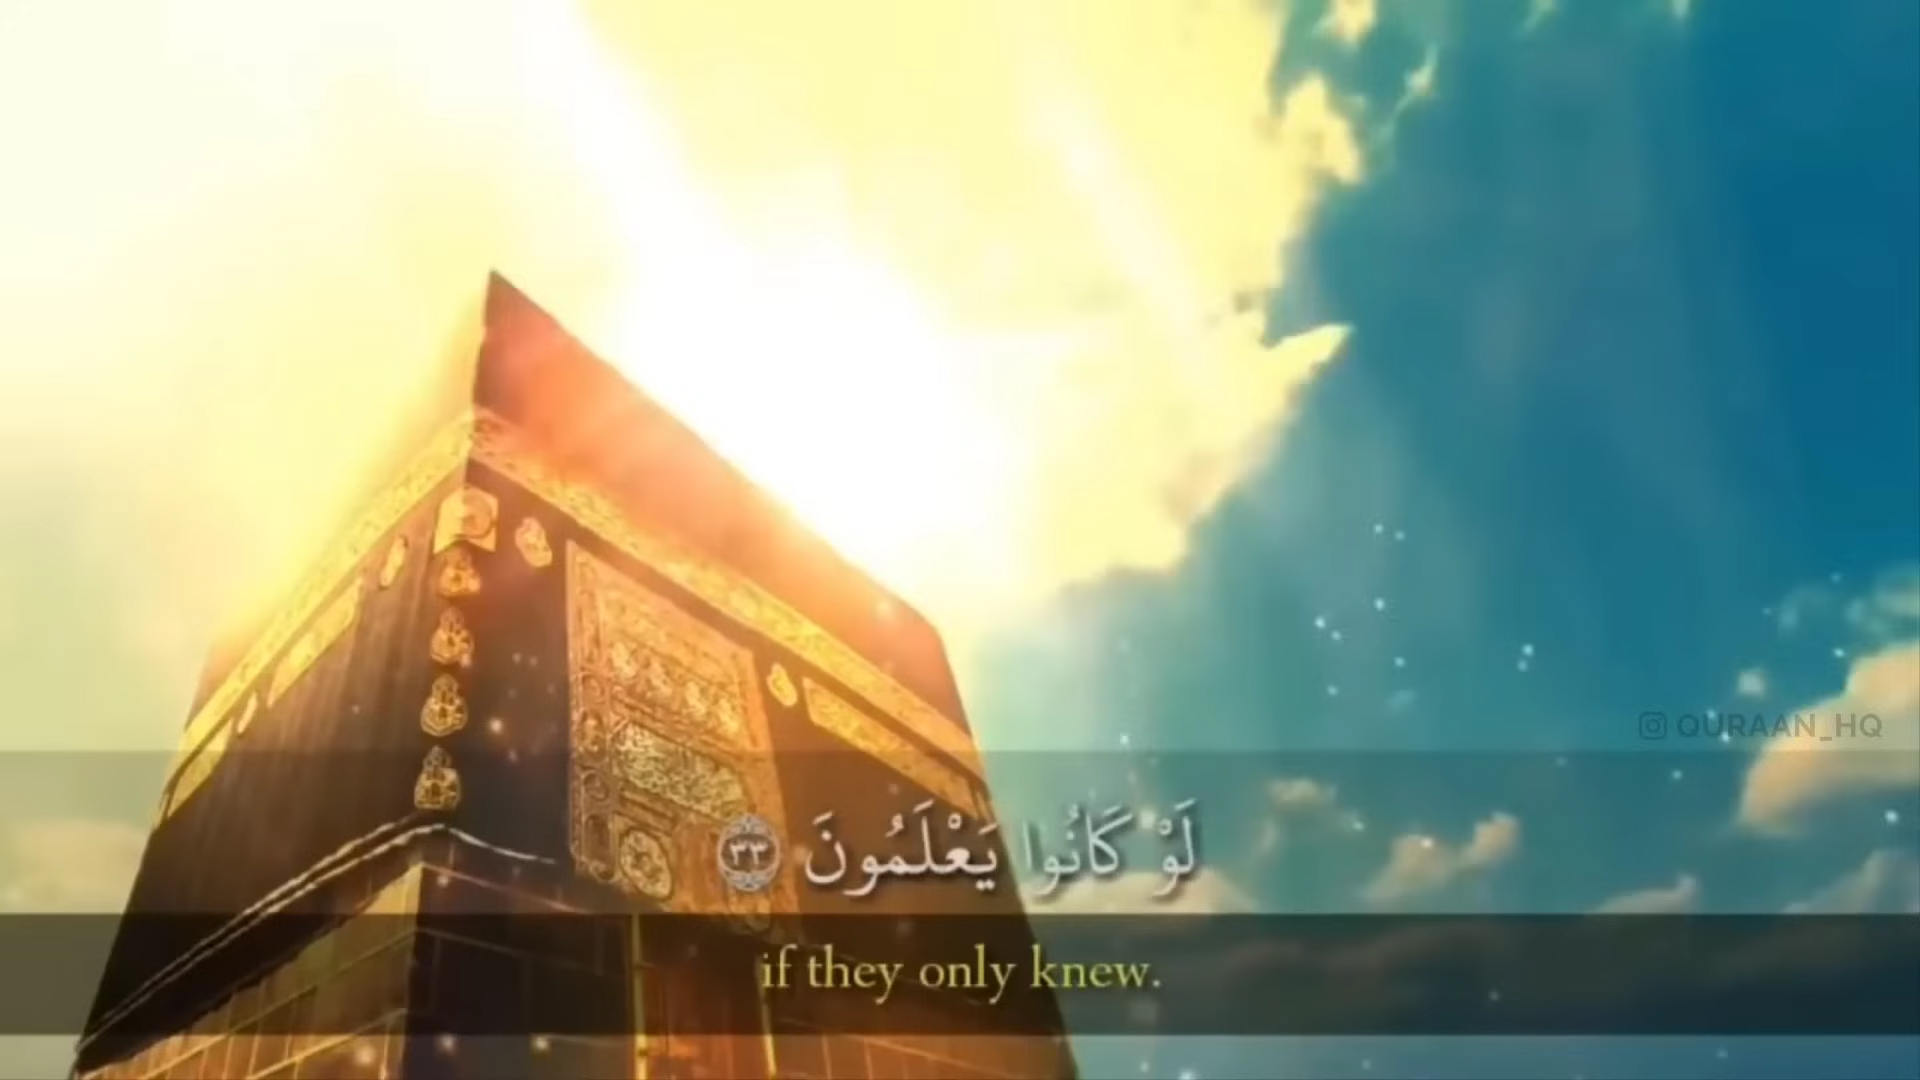 QURAAN_HQ
لَوْ كَانُوا يَعْلَمُونَ ٣٣
if they only knew.